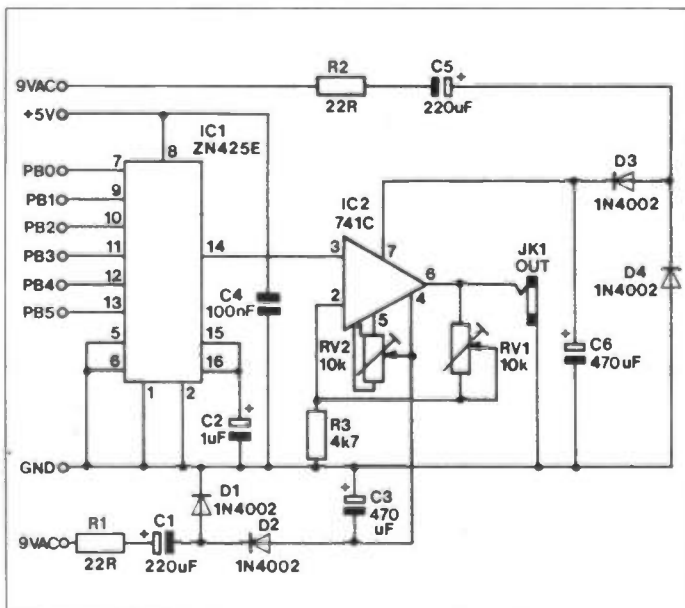 9VAC
R2
22R
C5
+
220uF
+5V
IC1
ZN425E
8
PB0
7
PB1
9
PB2
10
PB3
11
PB4
12
PB5
13
14
5
6
15
16
1
2
C4
100nF
C2
+
1uF
IC2
741C
3
2
7
6
5
4
RV2
10k
RV1
10k
JK1
OUT
D3
1N4002
D4
1N4002
+
C6
470uF
R3
4k7
GND
D1
1N4002
D2
1N4002
+
C3
470
uF
9VAC
R1
22R
C1
+
220uF